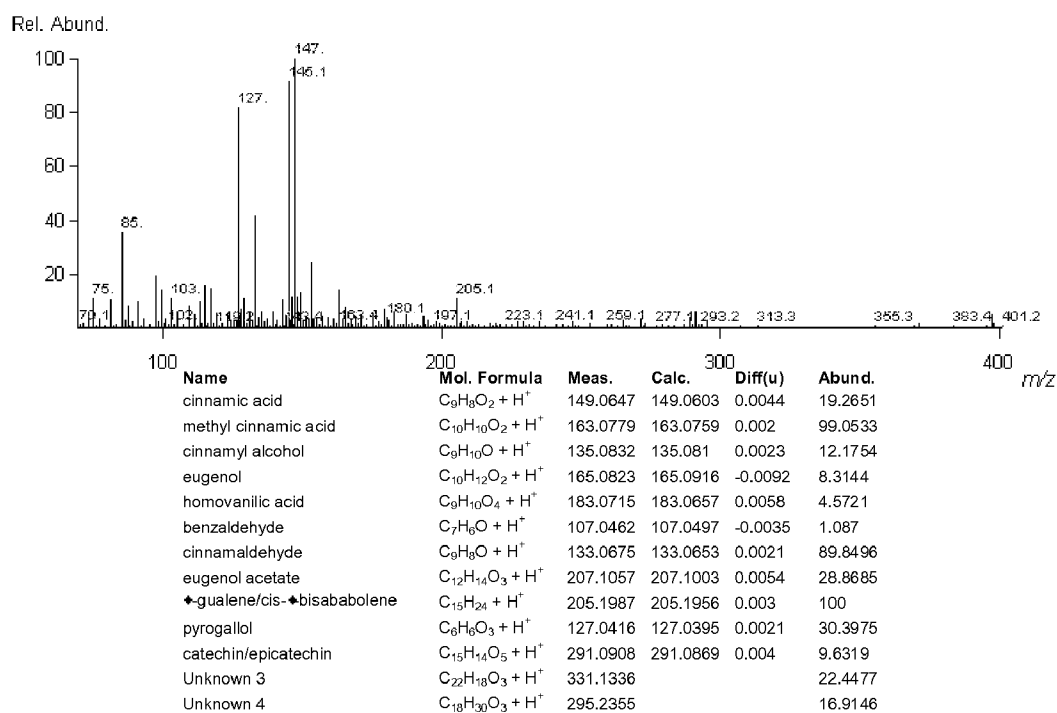 Rel. Abund.
147.
100
145.1
127.
80
60
40
85.
20
75.
103.
205.1
180.1
70.1
163.4
197.1
223.1
241.1
259.1
277.1
293.2
313.3
355.3
383.4
401.2
100
200
300
400
m/z
Name Mol. Formula Meas. Calc. Diff(u) Abund.
cinnamic acid C₉H₈O₂ + H⁺ 149.0647 149.0603 0.0044 19.2651
methyl cinnamic acid C₁₀H₁₀O₂ + H⁺ 163.0779 163.0759 0.002 99.0533
cinnamyl alcohol C₉H₁₀O + H⁺ 135.0832 135.081 0.0023 12.1754
eugenol C₁₀H₁₂O₂ + H⁺ 165.0823 165.0916 -0.0092 8.3144
homovanilic acid C₉H₁₀O₄ + H⁺ 183.0715 183.0657 0.0058 4.5721
benzaldehyde C₇H₆O + H⁺ 107.0462 107.0497 -0.0035 1.087
cinnamaldehyde C₉H₈O + H⁺ 133.0675 133.0653 0.0021 89.8496
eugenol acetate C₁₂H₁₄O₃ + H⁺ 207.1057 207.1003 0.0054 28.8685
✦-gualene/cis-✦bisababolene C₁₅H₂₄ + H⁺ 205.1987 205.1956 0.003 100
pyrogallol C₆H₆O₃ + H⁺ 127.0416 127.0395 0.0021 30.3975
catechin/epicatechin C₁₅H₁₄O₅ + H⁺ 291.0908 291.0869 0.004 9.6319
Unknown 3 C₂₂H₁₈O₃ + H⁺ 331.1336 22.4477
Unknown 4 C₁₈H₃₀O₃ + H⁺ 295.2355 16.9146